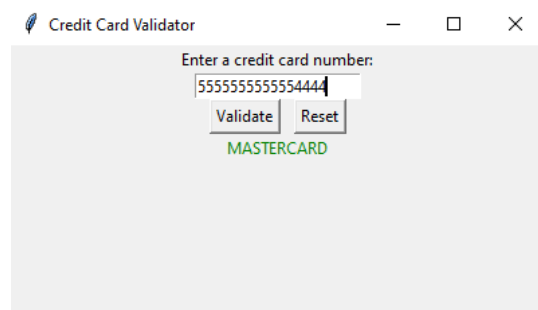 Credit Card Validator
Enter a credit card number:
5555555555554444
Validate Reset
MASTERCARD